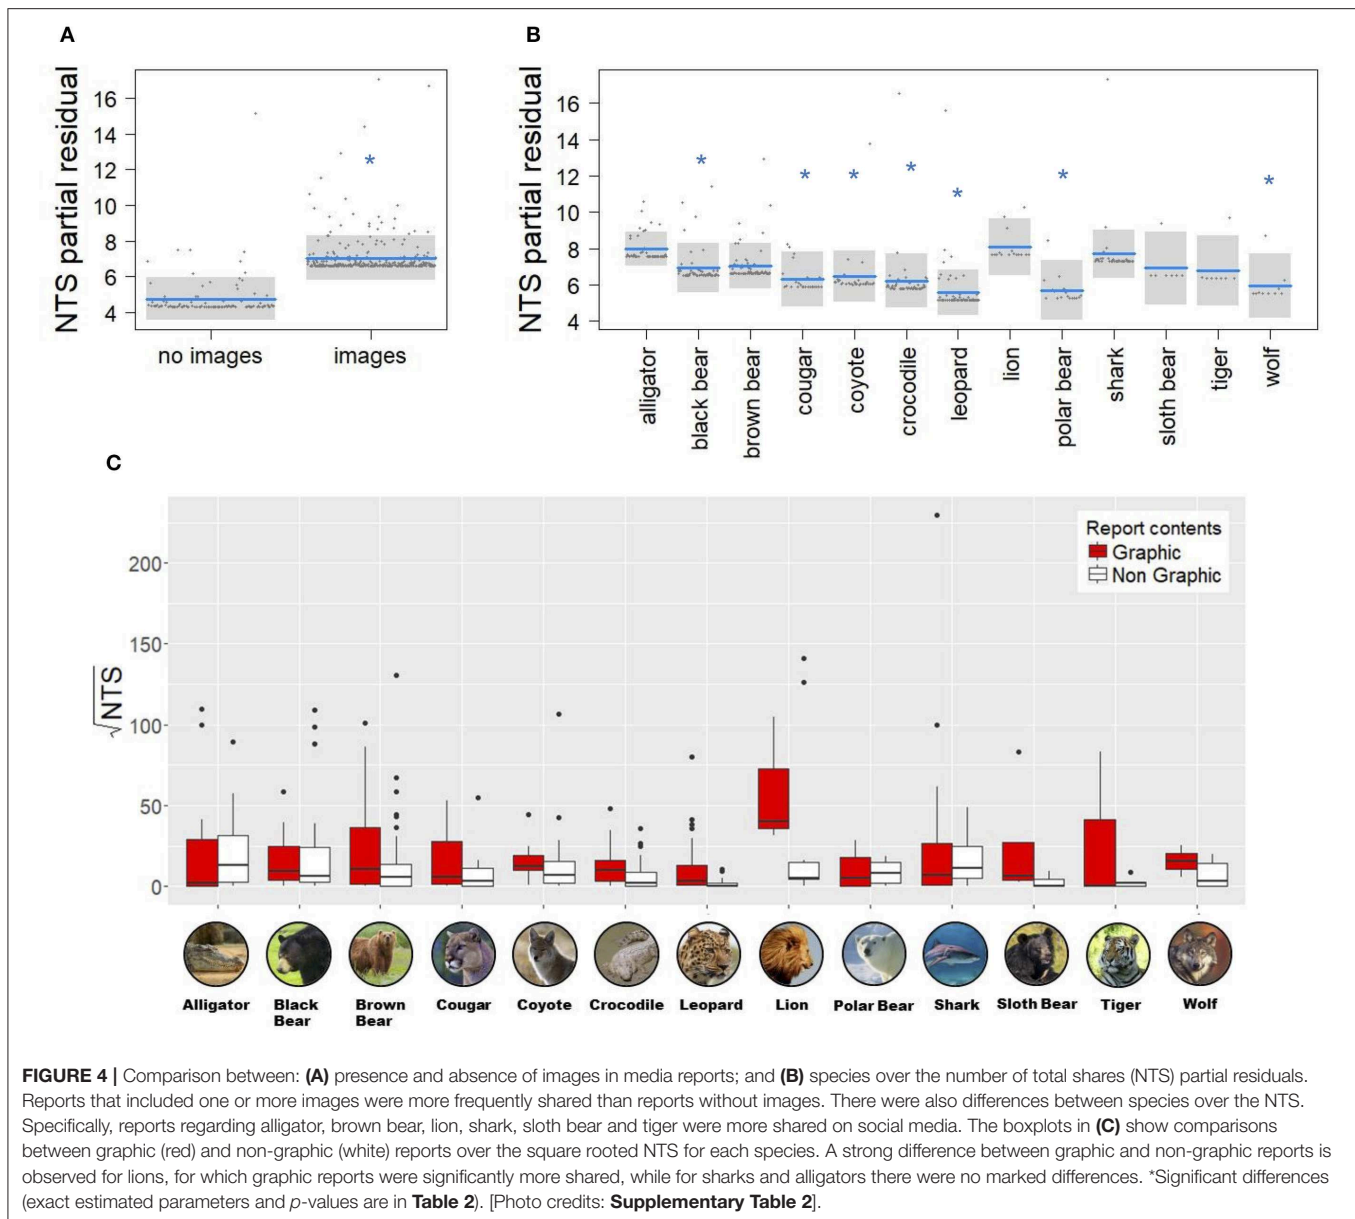 A
NTS partial residual
16
14
12
10
8
6
4
*
no images
images
B
NTS partial residual
16
14
12
10
8
6
4
* * * * * * * *
alligator
black bear
brown bear
cougar
coyote
crocodile
leopard
lion
polar bear
shark
sloth bear
tiger
wolf
C
√NTS
200
150
100
50
0
Report contents
Graphic
Non Graphic
Alligator
Black
Bear
Brown
Bear
Cougar
Coyote
Crocodile
Leopard
Lion
Polar Bear
Shark
Sloth Bear
Tiger
Wolf
FIGURE 4 | Comparison between: (A) presence and absence of images in media reports; and (B) species over the number of total shares (NTS) partial residuals.
Reports that included one or more images were more frequently shared than reports without images. There were also differences between species over the NTS.
Specifically, reports regarding alligator, brown bear, lion, shark, sloth bear and tiger were more shared on social media. The boxplots in (C) show comparisons
between graphic (red) and non-graphic (white) reports over the square rooted NTS for each species. A strong difference between graphic and non-graphic reports is
observed for lions, for which graphic reports were significantly more shared, while for sharks and alligators there were no marked differences. *Significant differences
(exact estimated parameters and p-values are in Table 2). [Photo credits: Supplementary Table 2].